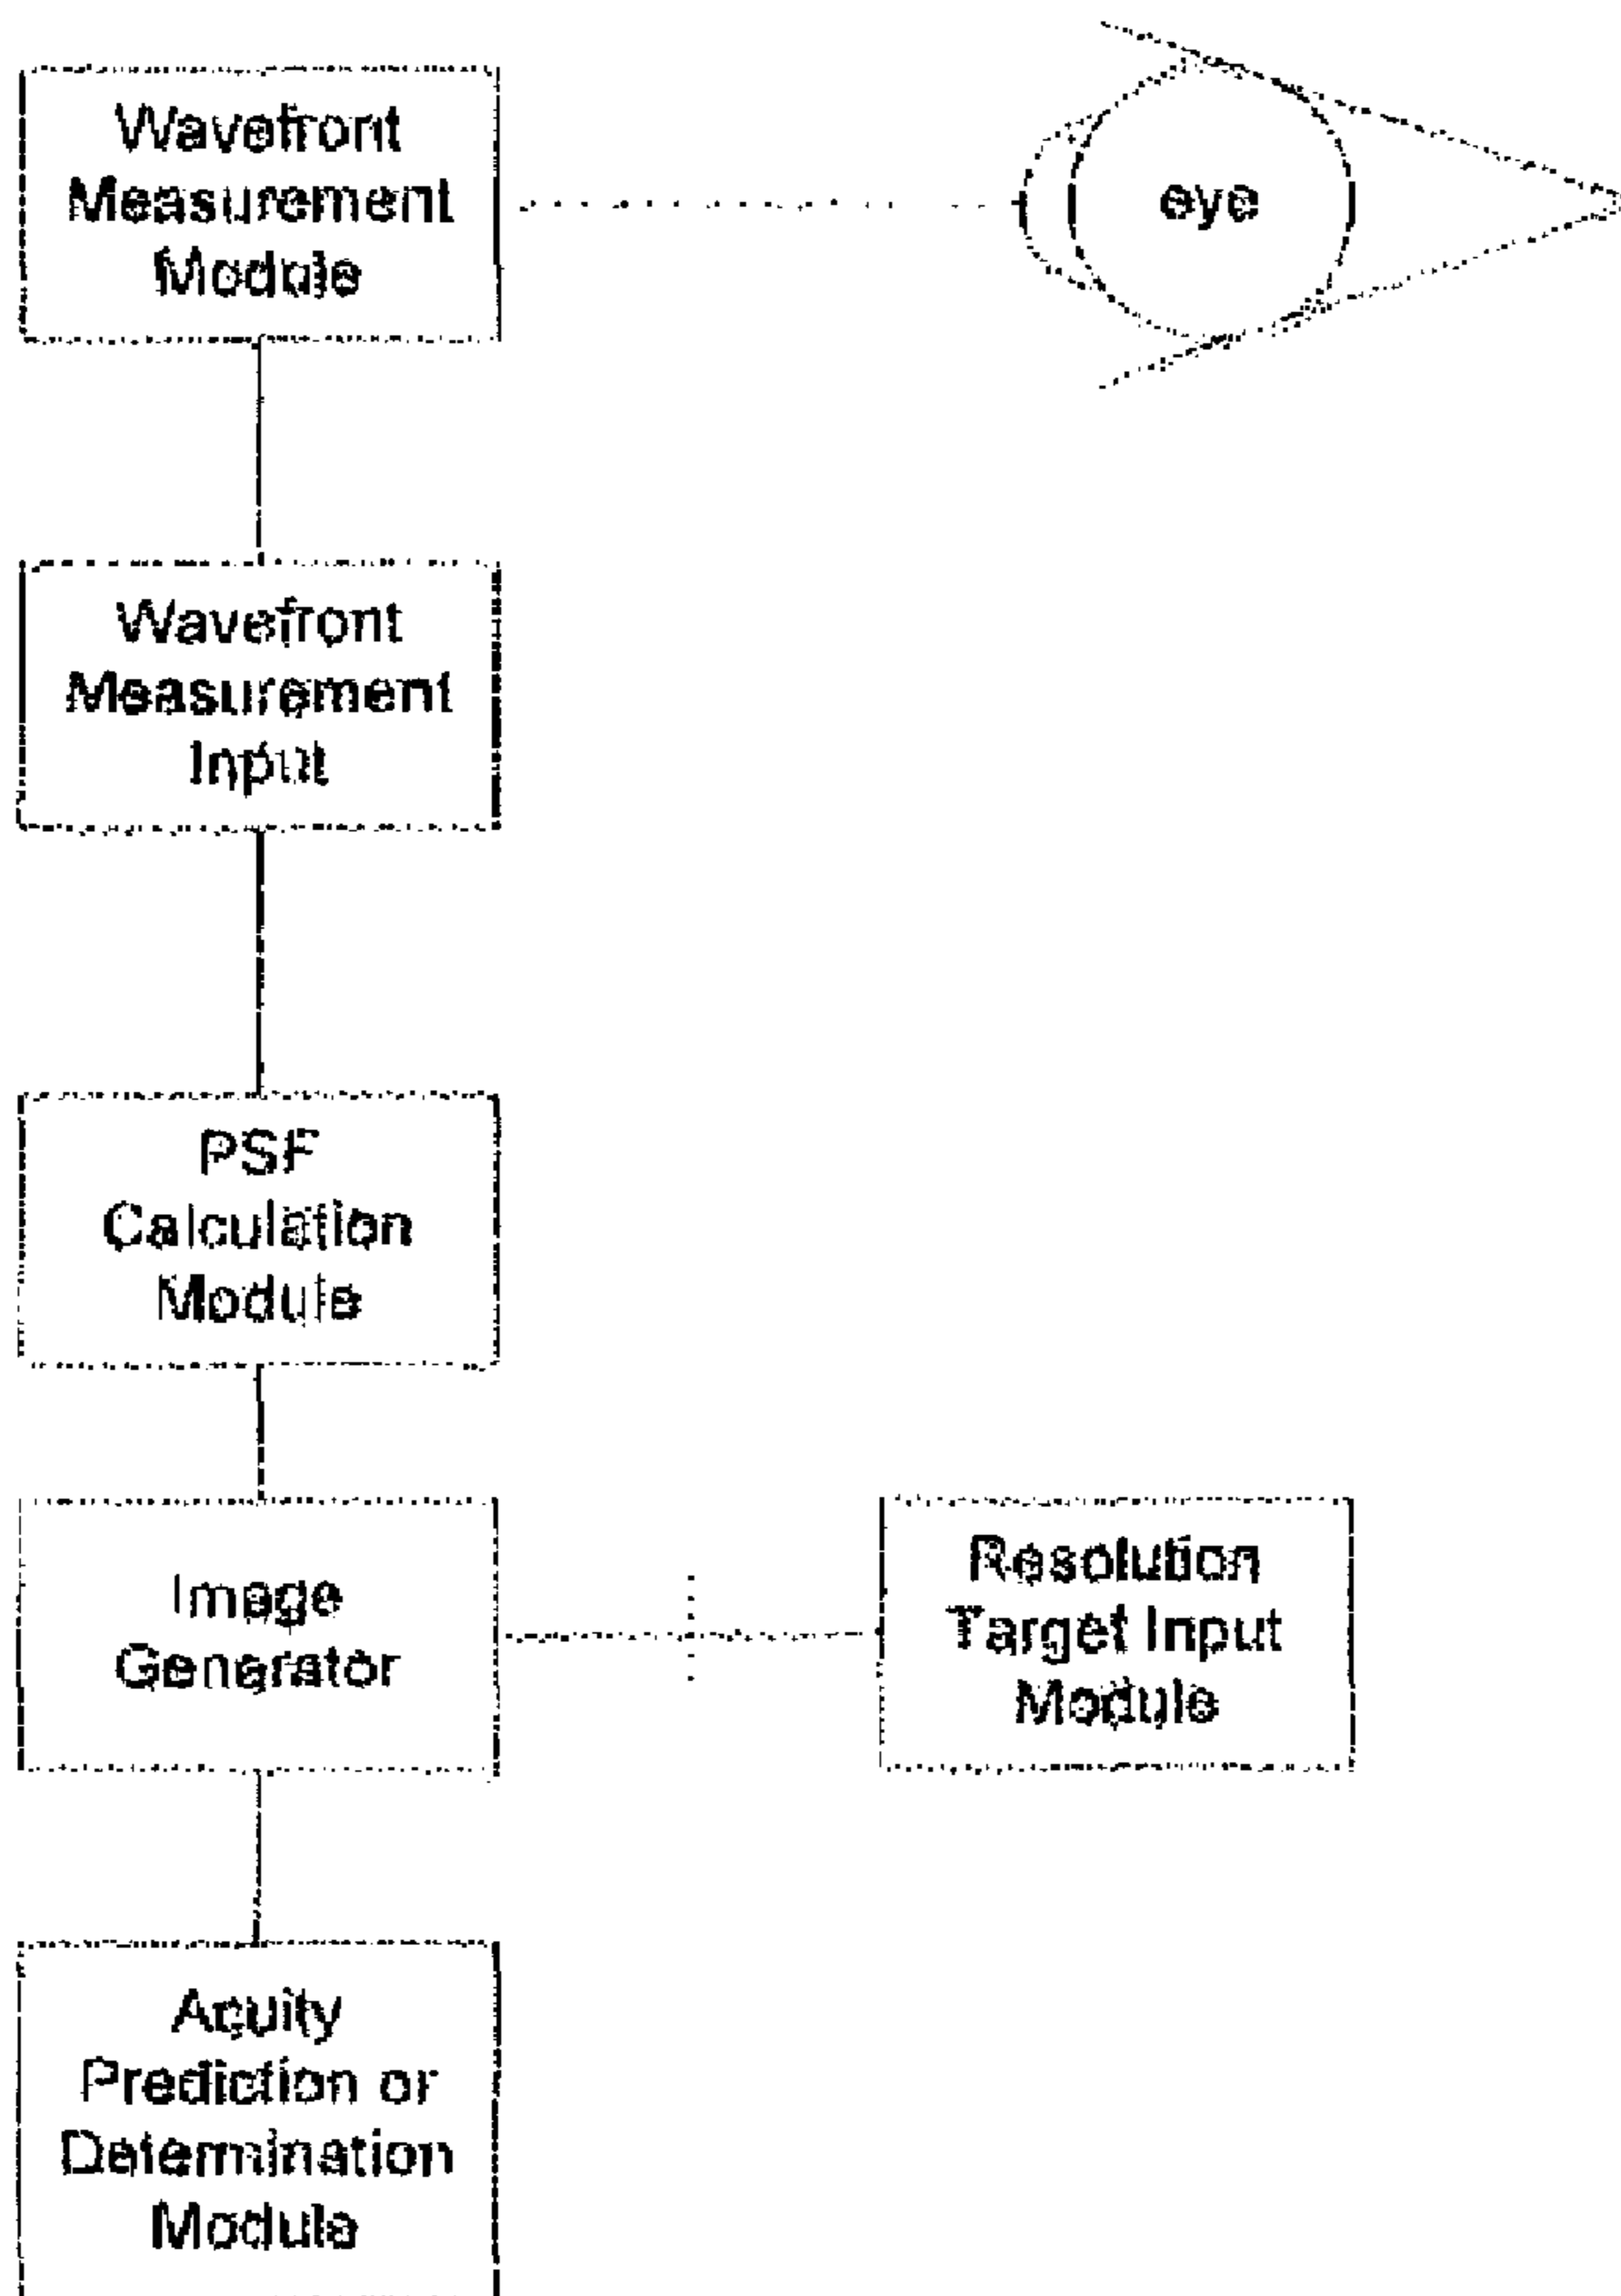 Wavefront
Measurement
Module
eye
Wavefront
Measurement
Input
PSF
Calculation
Module
Image
Generator
Resolution
Target Input
Module
Acuity
Prediction or
Determination
Module